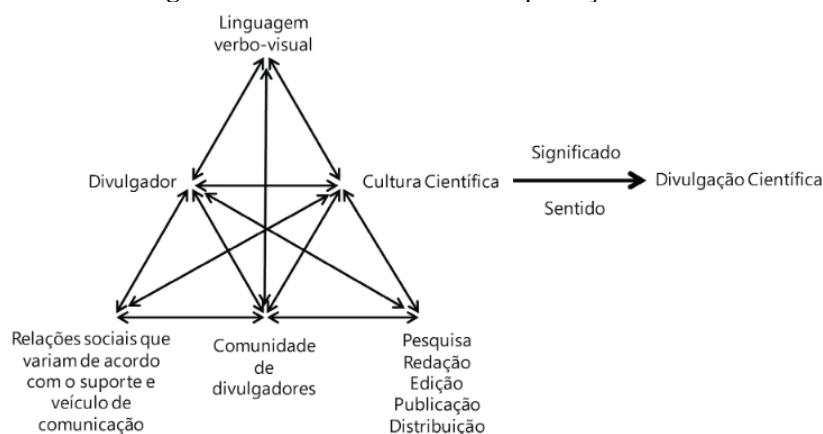 Linguagem
verbo-visual
Divulgador
Cultura Científica
Significado
Sentido
Divulgação Científica
Relações sociais que
variam de acordo
com o suporte e
veículo de
comunicação
Comunidade
de
divulgadores
Pesquisa
Redação
Edição
Publicação
Distribuição